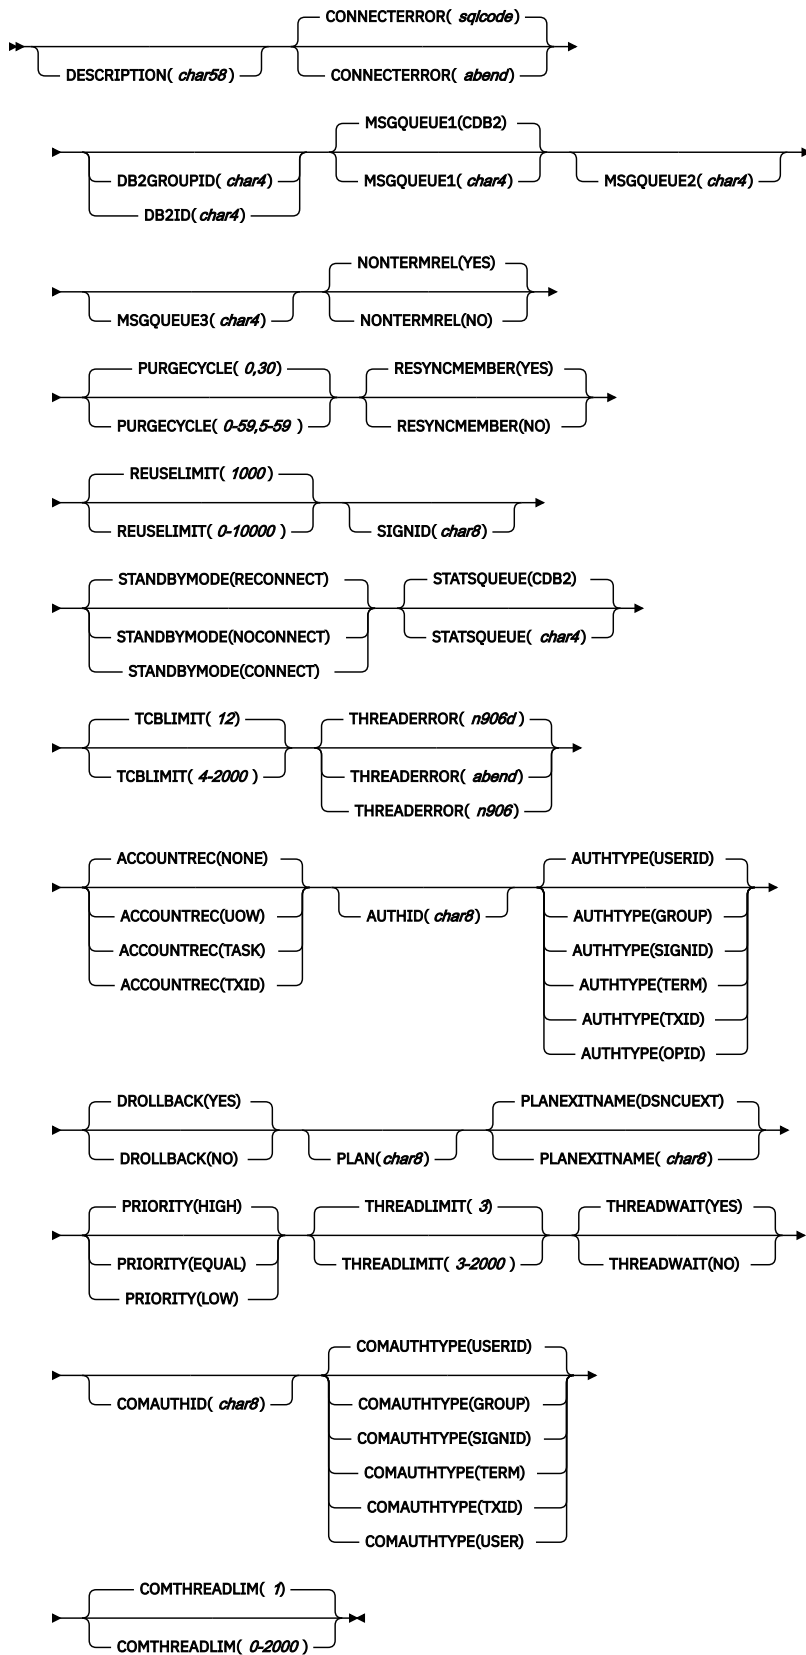 CONNECTERROR( sqlcode)
DESCRIPTION( char58)
CONNECTERROR( abend)
MSGQUEUE1(CDB2)
DB2GROUPID( char4)
MSGQUEUE1( char4)
MSGQUEUE2( char4)
DB2ID( char4)
NONTERMREL(YES)
MSGQUEUE3( char4)
NONTERMREL(NO)
PURGECYCLE( 0,30)
RESYNCMEMBER(YES)
PURGECYCLE( 0-59,5-59 )
RESYNCMEMBER(NO)
REUSELIMIT( 1000 )
REUSELIMIT( 0-10000 )
SIGNID(char8)
STANDBYMODE(RECONNECT)
STATSQUEUE(CDB2)
STANDBYMODE(NOCONNECT)
STATSQUEUE( char4)
STANDBYMODE(CONNECT)
TCBLIMIT( 12)
THREADERROR( n906d )
TCBLIMIT( 4-2000 )
THREADERROR( abend)
THREADERROR( n906)
ACCOUNTREC(NONE)
AUTHTYPE(USERID)
ACCOUNTREC(UOW)
AUTHID( char8)
AUTHTYPE(GROUP)
ACCOUNTREC(TASK)
AUTHTYPE(SIGNID)
ACCOUNTREC(TXID)
AUTHTYPE(TERM)
AUTHTYPE(TXID)
AUTHTYPE(OPID)
DROLLBACK(YES)
PLANEXITNAME(DSNCUEXT)
DROLLBACK(NO)
PLAN(char8)
PLANEXITNAME( char8)
PRIORITY(HIGH)
THREADLIMIT( 3)
THREADWAIT(YES)
PRIORITY(EQUAL)
THREADLIMIT( 3-2000 )
THREADWAIT(NO)
PRIORITY(LOW)
COMAUTHTYPE(USERID)
COMAUTHID( char8)
COMAUTHTYPE(GROUP)
COMAUTHTYPE(SIGNID)
COMAUTHTYPE(TERM)
COMAUTHTYPE(TXID)
COMAUTHTYPE(USER)
COMTHREADLIM( 1)
COMTHREADLIM( 0-2000 )